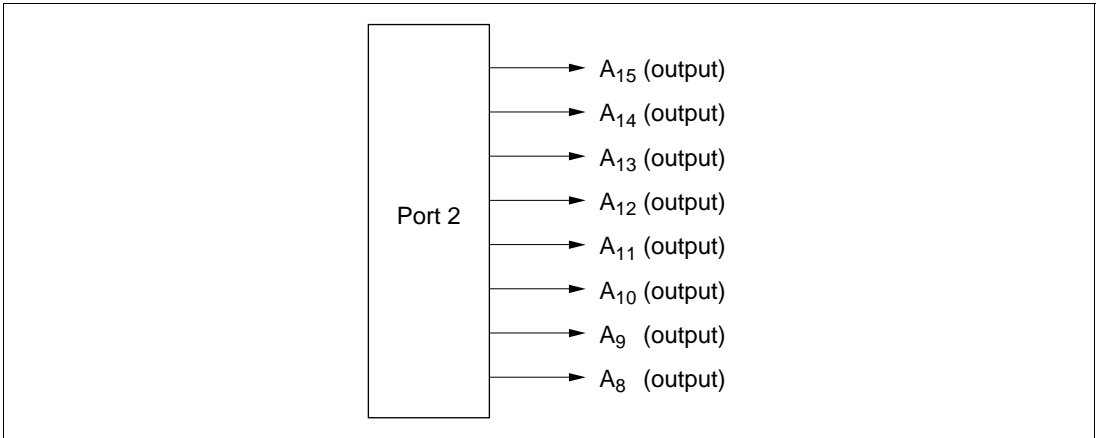 A15 (output)
A14 (output)
A13 (output)
A12 (output)
Port 2
A11 (output)
A10 (output)
A9 (output)
A8 (output)